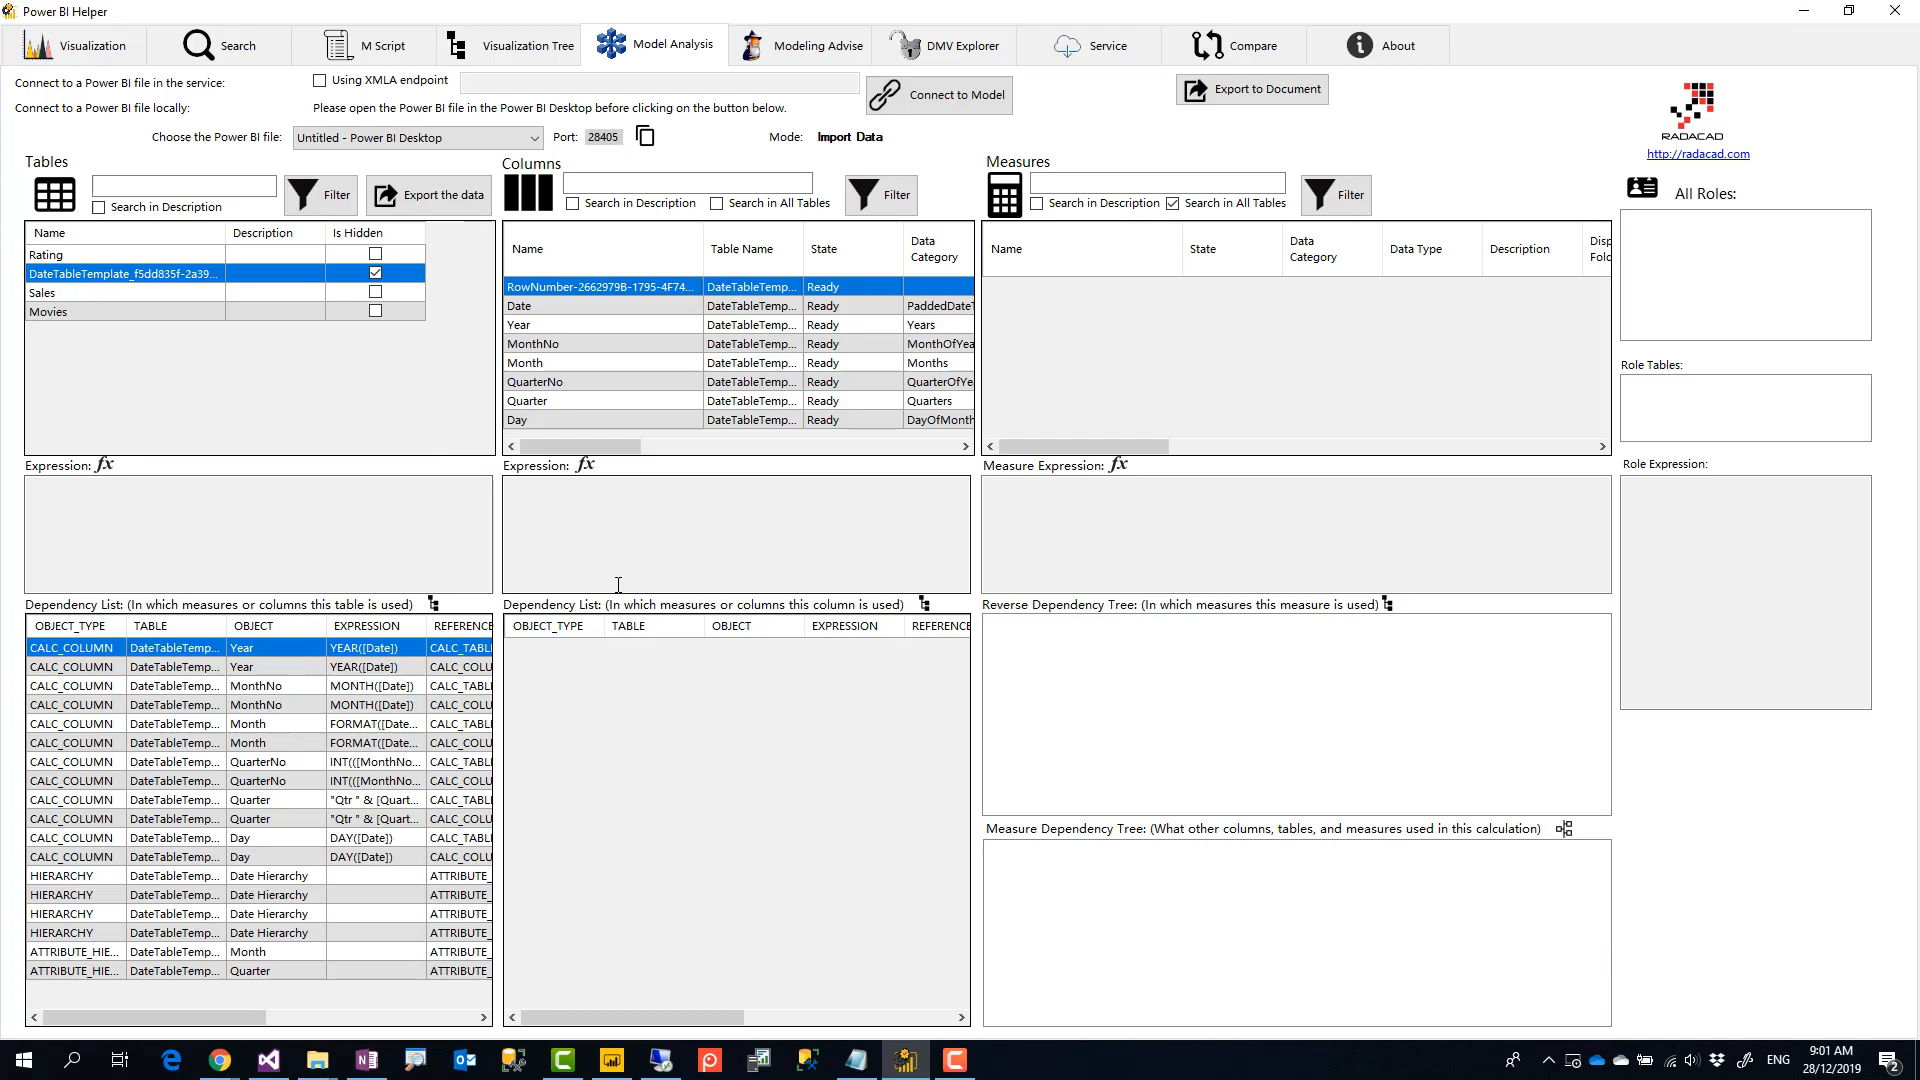 Power BI Helper
Visualization
Search
M Script
Visualization Tree
Model Analysis
Modeling Advise
DMV Explorer
Service
Compare
About
Connect to a Power BI file in the service:
Using XMLA endpoint
Connect to Model
Export to Document
Connect to a Power BI file locally:
Please open the Power BI file in the Power BI Desktop before clicking on the button below.
Choose the Power BI file:
Untitled - Power BI Desktop
Port:
28405
Mode:
Import Data
RADACAD
http://radacad.com
Tables
Filter
Export the data
Search in Description
Name Description Is Hidden
Rating
DateTableTemplate_f5dd835f-2a39...
Sales
Movies
Columns
Search in Description
Search in All Tables
Filter
Name Table Name State Data Category
RowNumber-2662979B-1795-4F74... DateTableTemp... Ready
Date DateTableTemp... Ready PaddedDateT
Year DateTableTemp... Ready Years
MonthNo DateTableTemp... Ready MonthOfYea
Month DateTableTemp... Ready Months
QuarterNo DateTableTemp... Ready QuarterOfYe
Quarter DateTableTemp... Ready Quarters
Day DateTableTemp... Ready DayOfMonth
Measures
Search in Description
Search in All Tables
Filter
Name State Data Category Data Type Description Disp Fold
All Roles:
Role Tables:
Role Expression:
Expression: fx
Expression: fx
Measure Expression: fx
Dependency List: (In which measures or columns this table is used)
OBJECT_TYPE TABLE OBJECT EXPRESSION REFERENCE
CALC_COLUMN DateTableTemp... Year YEAR([Date]) CALC_TABL
CALC_COLUMN DateTableTemp... Year YEAR([Date]) CALC_COLU
CALC_COLUMN DateTableTemp... MonthNo MONTH([Date]) CALC_TABL
CALC_COLUMN DateTableTemp... MonthNo MONTH([Date]) CALC_COLU
CALC_COLUMN DateTableTemp... Month FORMAT([Date... CALC_TABL
CALC_COLUMN DateTableTemp... Month FORMAT([Date... CALC_COLU
CALC_COLUMN DateTableTemp... QuarterNo INT(([MonthNo... CALC_TABL
CALC_COLUMN DateTableTemp... QuarterNo INT(([MonthNo... CALC_COLU
CALC_COLUMN DateTableTemp... Quarter "Qtr " & [Quart... CALC_TABL
CALC_COLUMN DateTableTemp... Quarter "Qtr " & [Quart... CALC_COLU
CALC_COLUMN DateTableTemp... Day DAY([Date]) CALC_TABL
CALC_COLUMN DateTableTemp... Day DAY([Date]) CALC_COLU
HIERARCHY DateTableTemp... Date Hierarchy ATTRIBUTE_
HIERARCHY DateTableTemp... Date Hierarchy ATTRIBUTE_
HIERARCHY DateTableTemp... Date Hierarchy ATTRIBUTE_
HIERARCHY DateTableTemp... Date Hierarchy ATTRIBUTE_
ATTRIBUTE_HIE... DateTableTemp... Month ATTRIBUTE_
ATTRIBUTE_HIE... DateTableTemp... Quarter ATTRIBUTE_
Dependency List: (In which measures or columns this column is used)
OBJECT_TYPE TABLE OBJECT EXPRESSION REFERENCE
Reverse Dependency Tree: (In which measures this measure is used)
Measure Dependency Tree: (What other columns, tables, and measures used in this calculation)
ENG
9:01 AM
28/12/2019
2